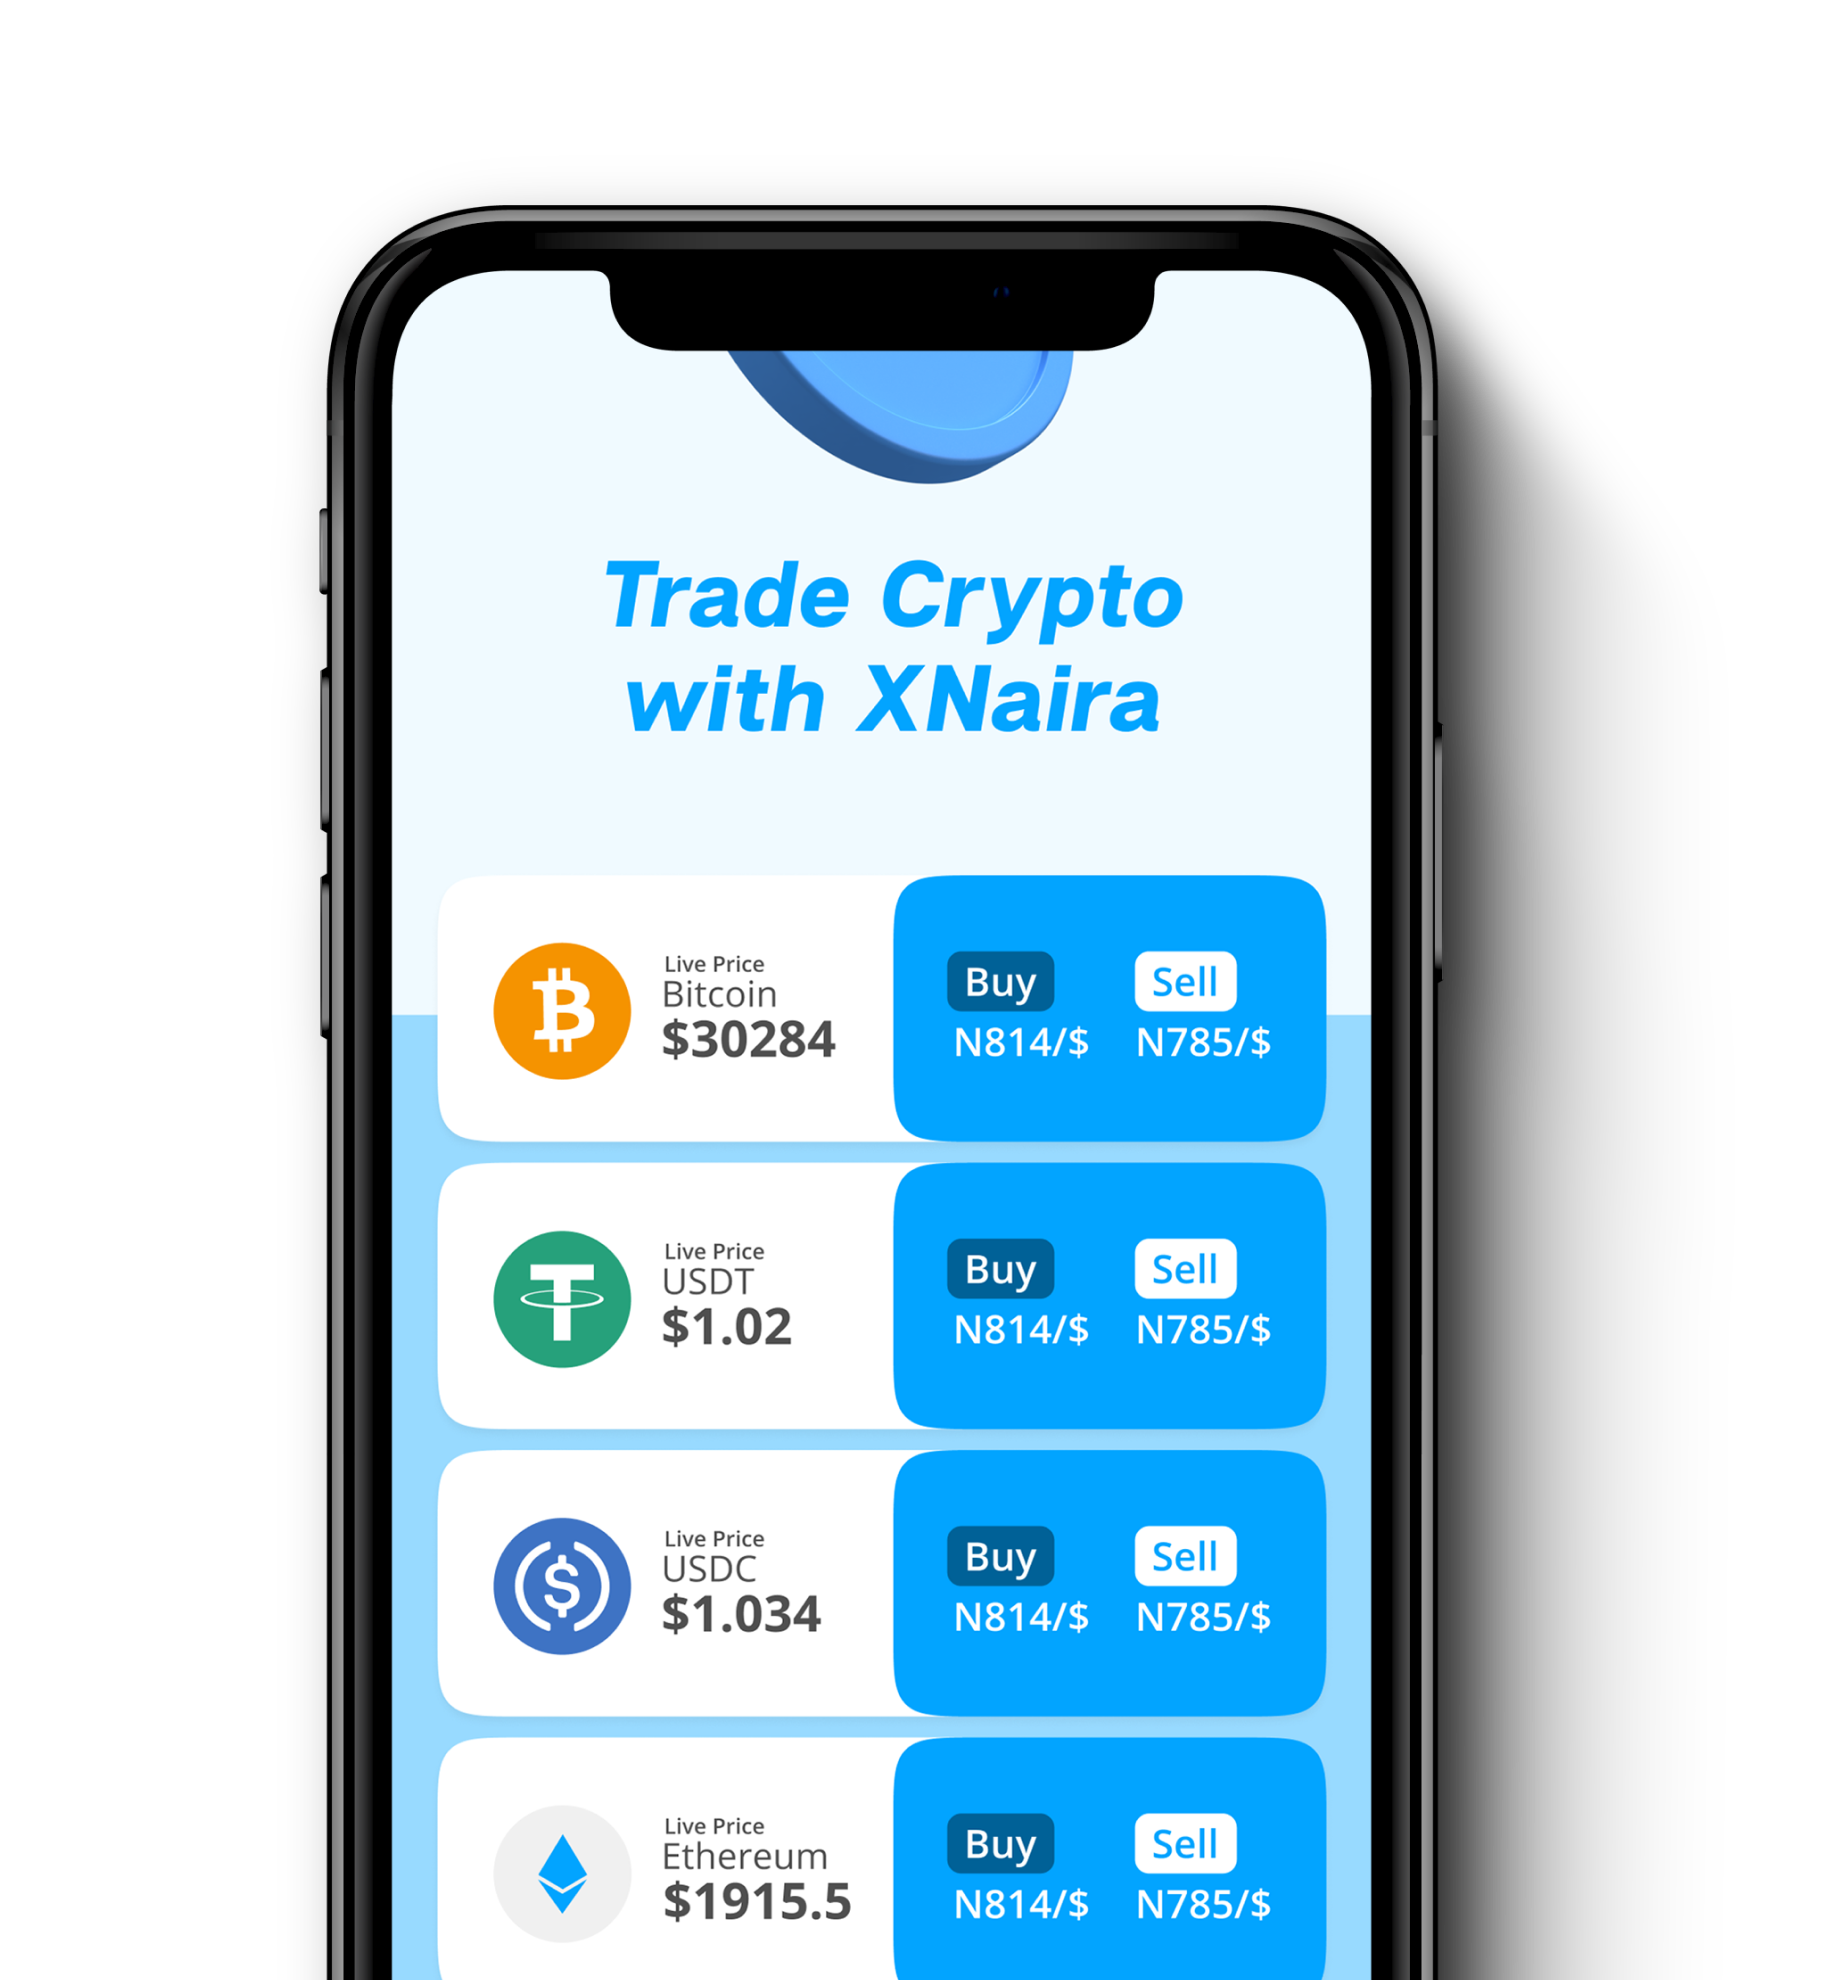 Trade Crypto
with XNaira
Live Price
Bitcoin
$30284
Buy
Sell
N814/$
N785/$
Live Price
USDT
$1.02
Buy
Sell
N814/$
N785/$
Live Price
USDC
$1.034
Buy
Sell
N814/$
N785/$
Live Price
Ethereum
$1915.5
Buy
Sell
N814/$
N785/$